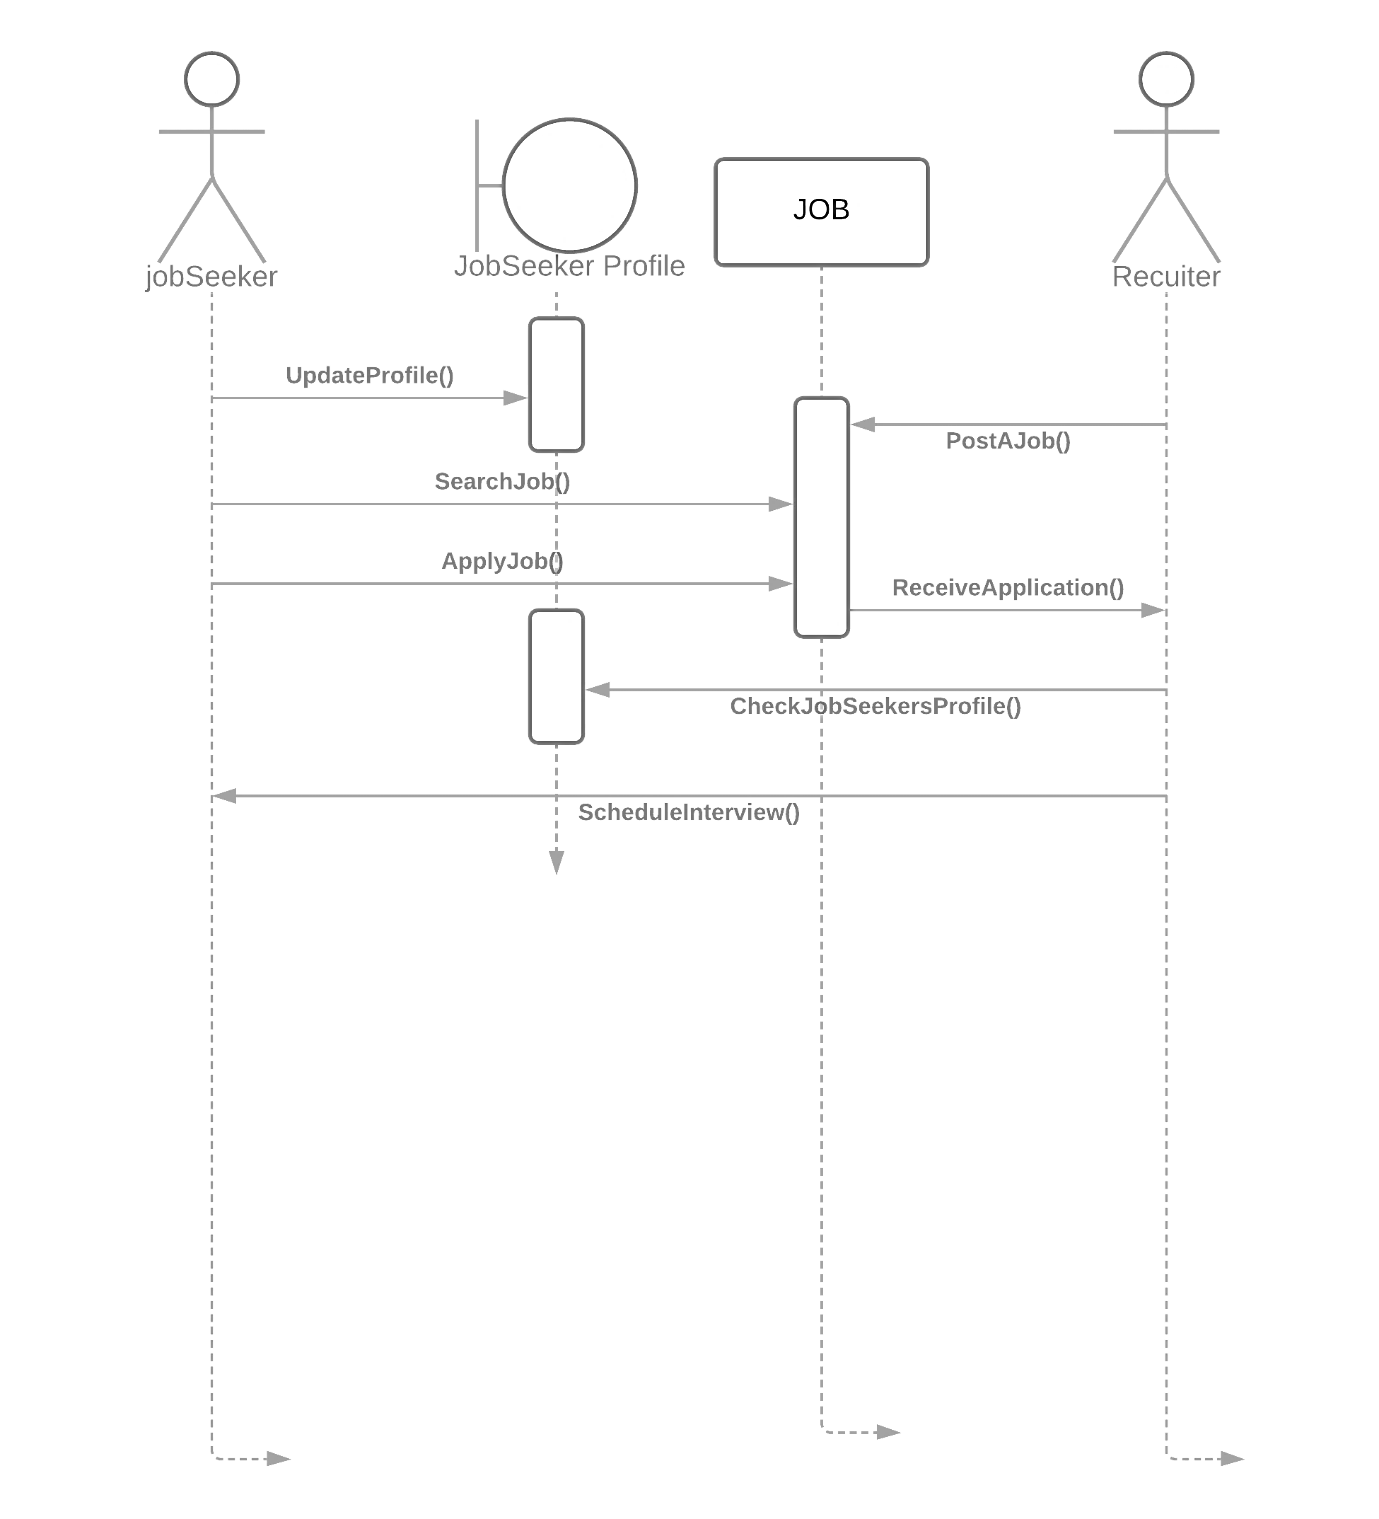 JOB
JobSeeker Profile
jobSeeker
Recuiter
UpdateProfile()
PostAJob()
SearchJob()
ApplyJob()
ReceiveApplication()
CheckJobSeekersProfile()
ScheduleInterview()